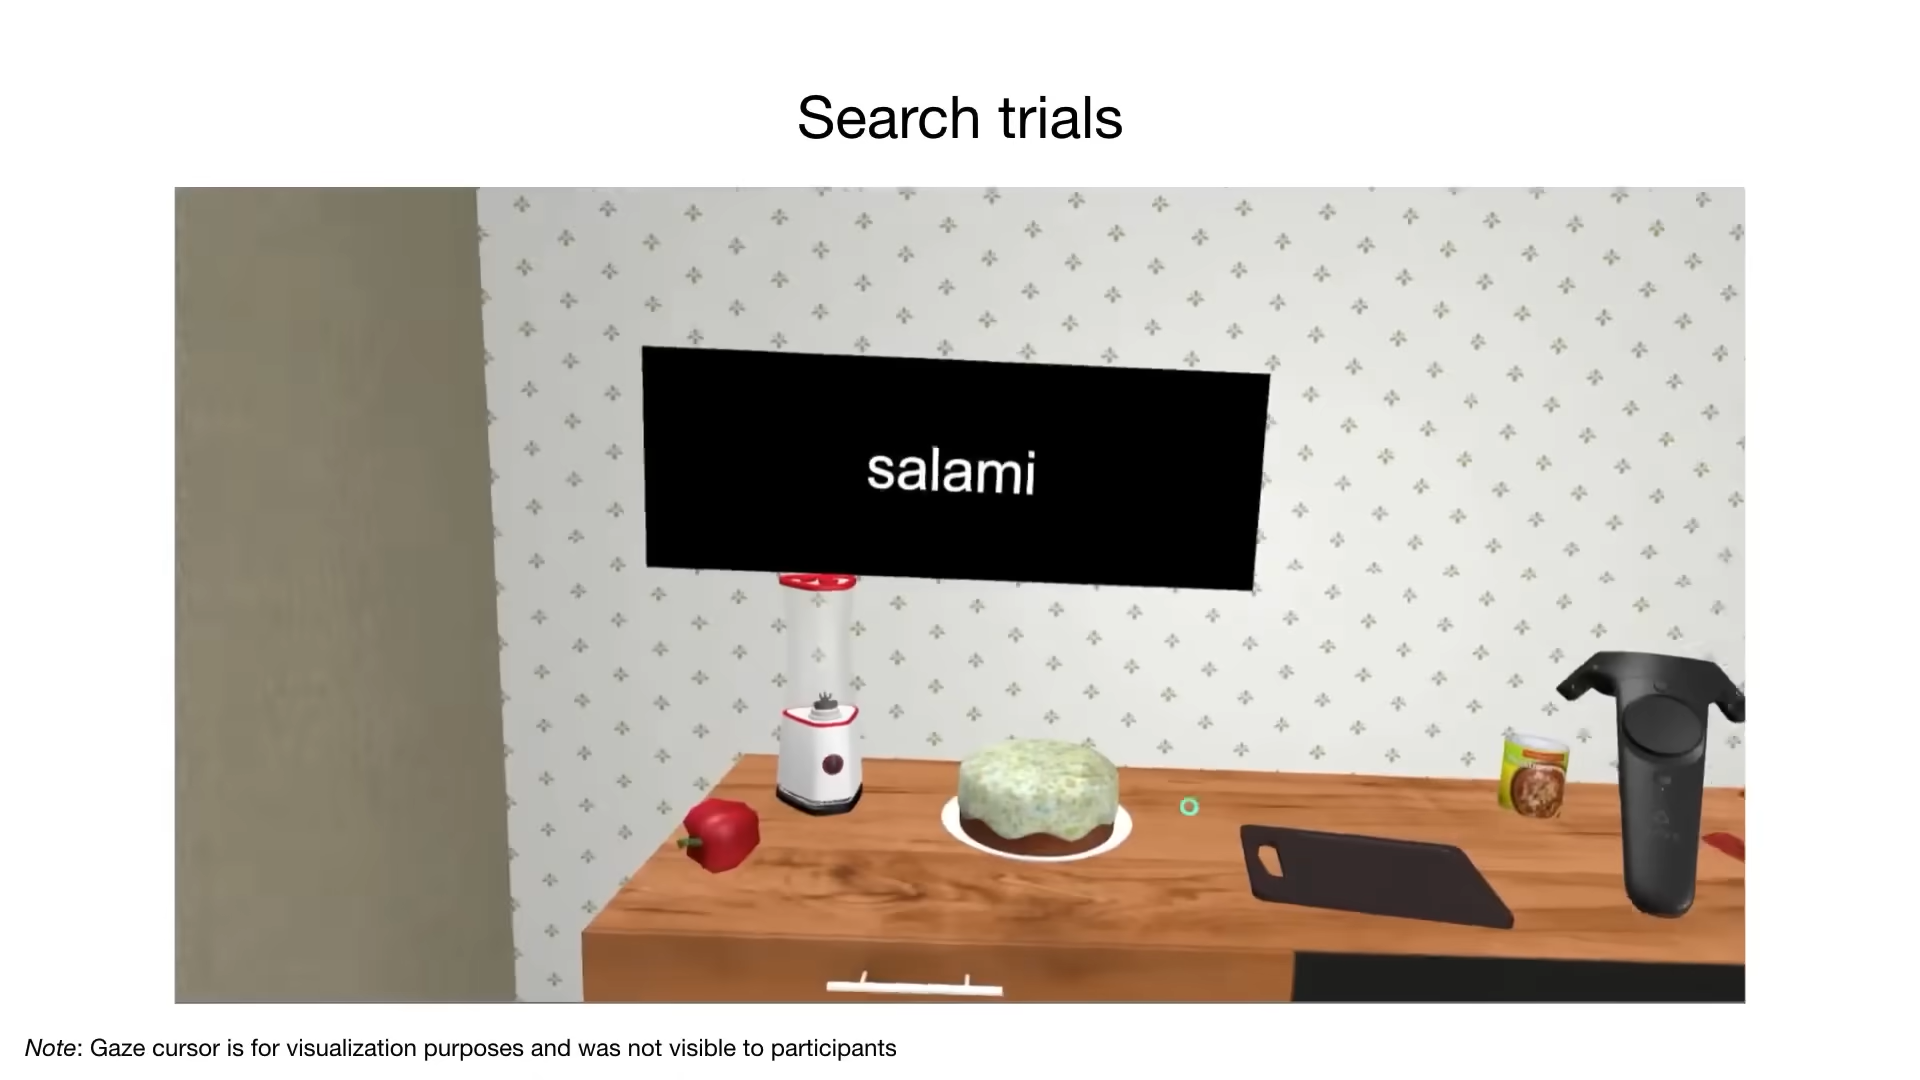 Search trials
salami
Note: Gaze cursor is for visualization purposes and was not visible to participants